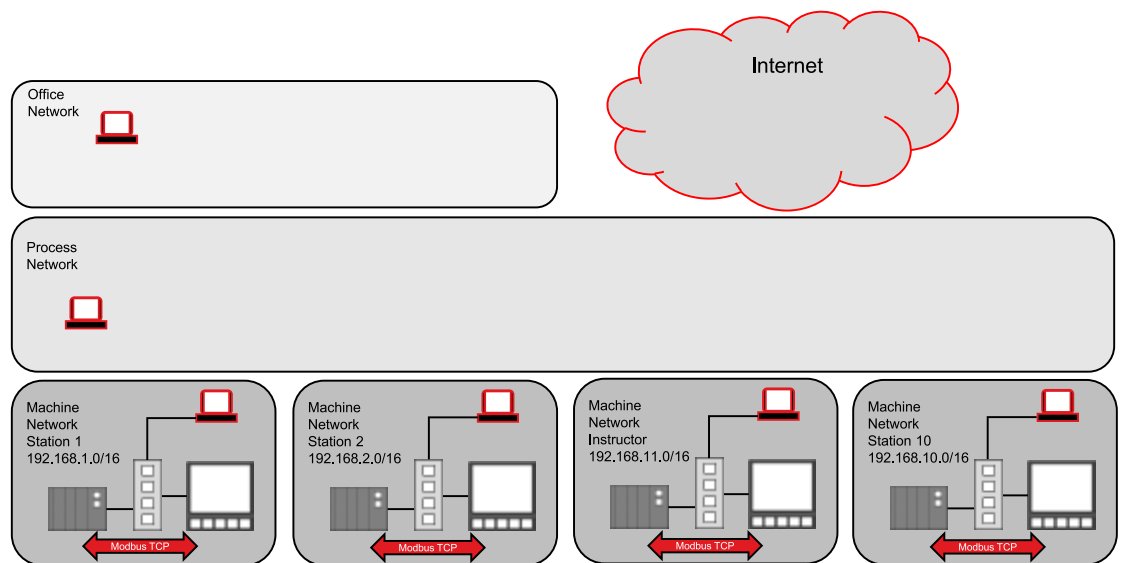 Internet
Office
Network
Process
Network
Machine
Network
Station 1
192.168.1.0/16
Modbus TCP
Machine
Network
Station 2
192.168.2.0/16
Modbus TCP
Machine
Network
Instructor
192.168.11.0/16
Modbus TCP
Machine
Network
Station 10
192.168.10.0/16
Modbus TCP